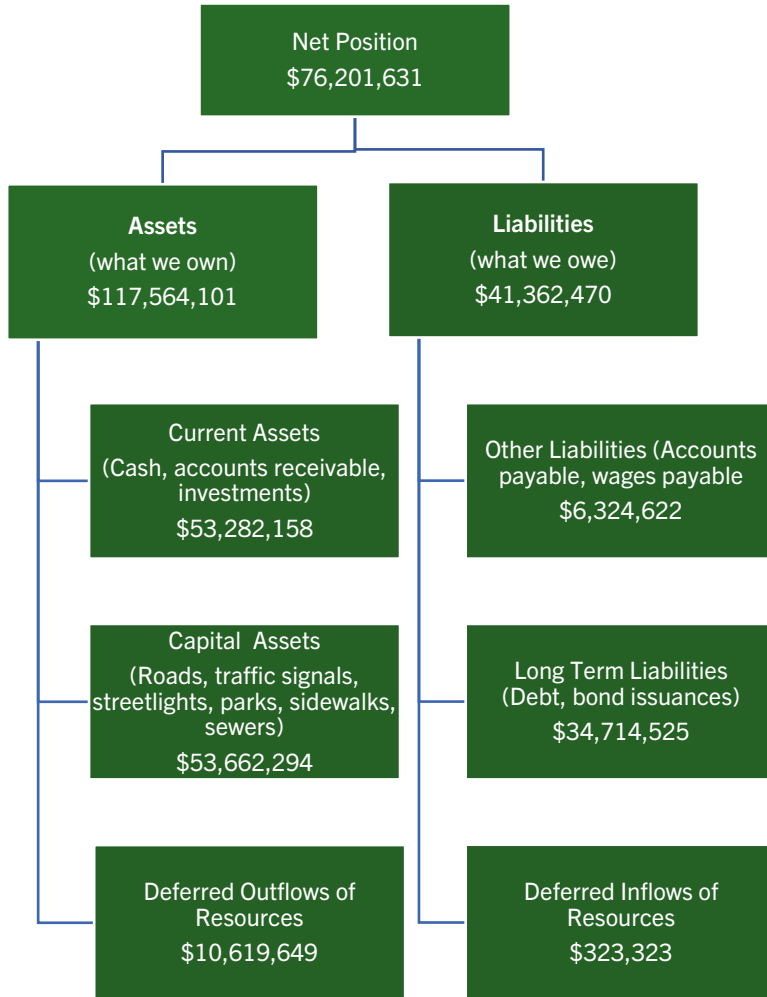 Net Position
$76,201,631
Assets
(what we own)
$117,564,101
Liabilities
(what we owe)
$41,362,470
Current Assets
(Cash, accounts receivable,
investments)
$53,282,158
Other Liabilities (Accounts
payable, wages payable
$6,324,622
Capital Assets
(Roads, traffic signals,
streetlights, parks, sidewalks,
sewers)
$53,662,294
Long Term Liabilities
(Debt, bond issuances)
$34,714,525
Deferred Outflows of
Resources
$10,619,649
Deferred Inflows of
Resources
$323,323